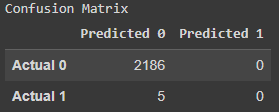 Confusion Matrix
Predicted 0 Predicted 1
Actual 0 2186 0
Actual 1 5 0